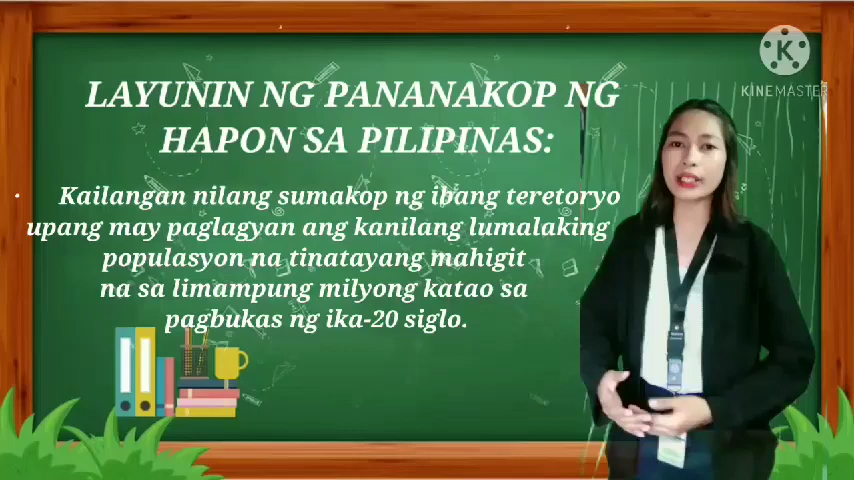 LAYUNIN NG PANANAKOP NG
HAPON SA PILIPINAS:
· Kailangan nilang sumakop ng ibang teretoryo
upang may paglagyan ang kanilang lumalaking
populasyon na tinatayang mahigit
na sa limampung milyong katao sa
pagbukas ng ika-20 siglo.
K
KINEMASTER